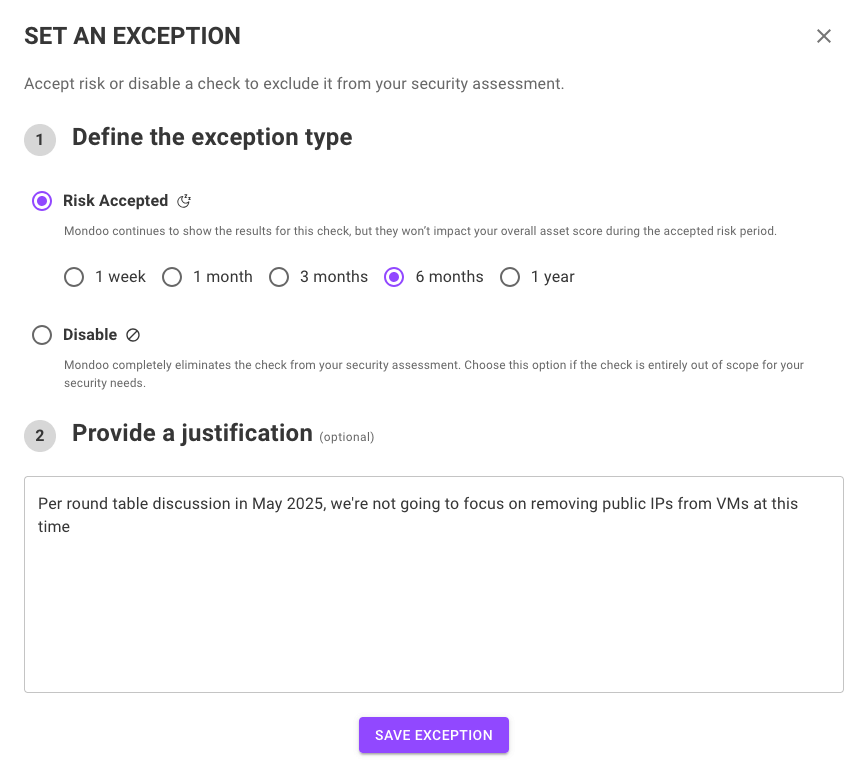 SET AN EXCEPTION
Accept risk or disable a check to exclude it from your security assessment.
1 Define the exception type
Risk Accepted
Mondoo continues to show the results for this check, but they won’t impact your overall asset score during the accepted risk period.
1 week 1 month 3 months 6 months 1 year
Disable
Mondoo completely eliminates the check from your security assessment. Choose this option if the check is entirely out of scope for your
security needs.
2 Provide a justification (optional)
Per round table discussion in May 2025, we're not going to focus on removing public IPs from VMs at this
time
SAVE EXCEPTION